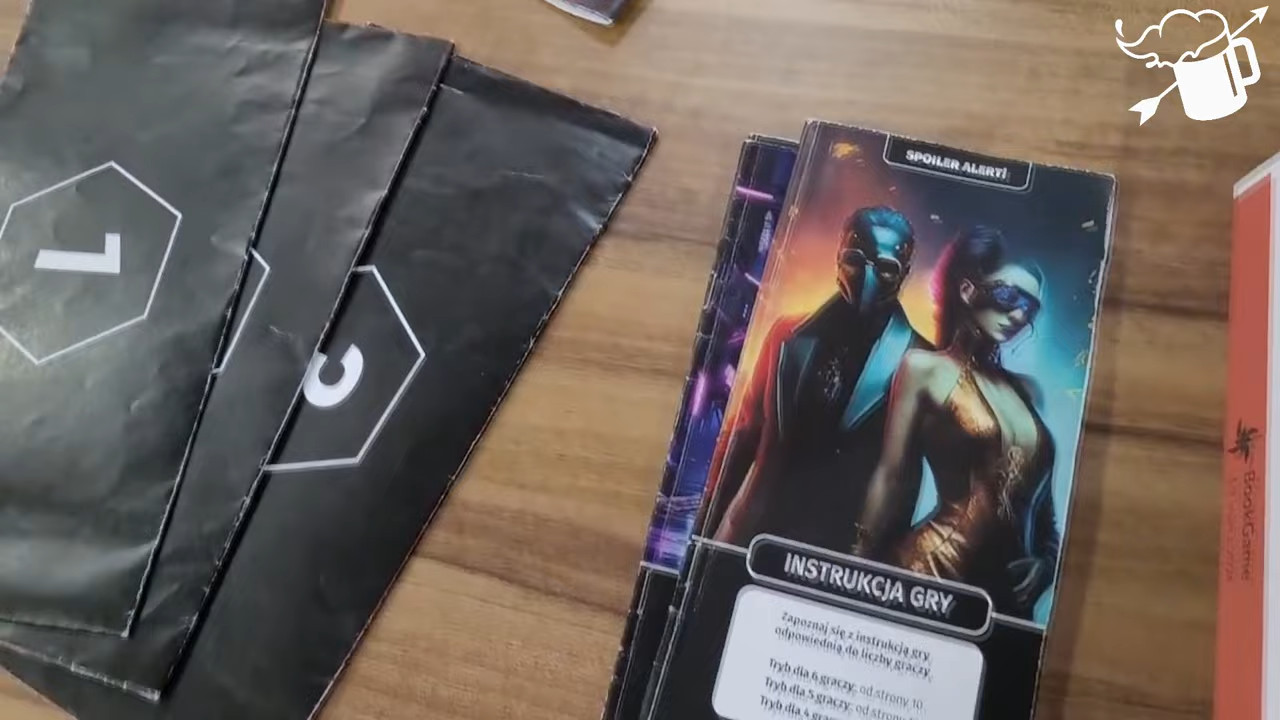 1
SPOILER ALERT!
INSTRUKCJA GRY
Zapoznaj się z instrukcją gry,
odpowiednią do liczby graczy.
Tryb dla 6 graczy: od strony 10.
Tryb dla 5 graczy: od strony
Tryb dla 4
BookGame